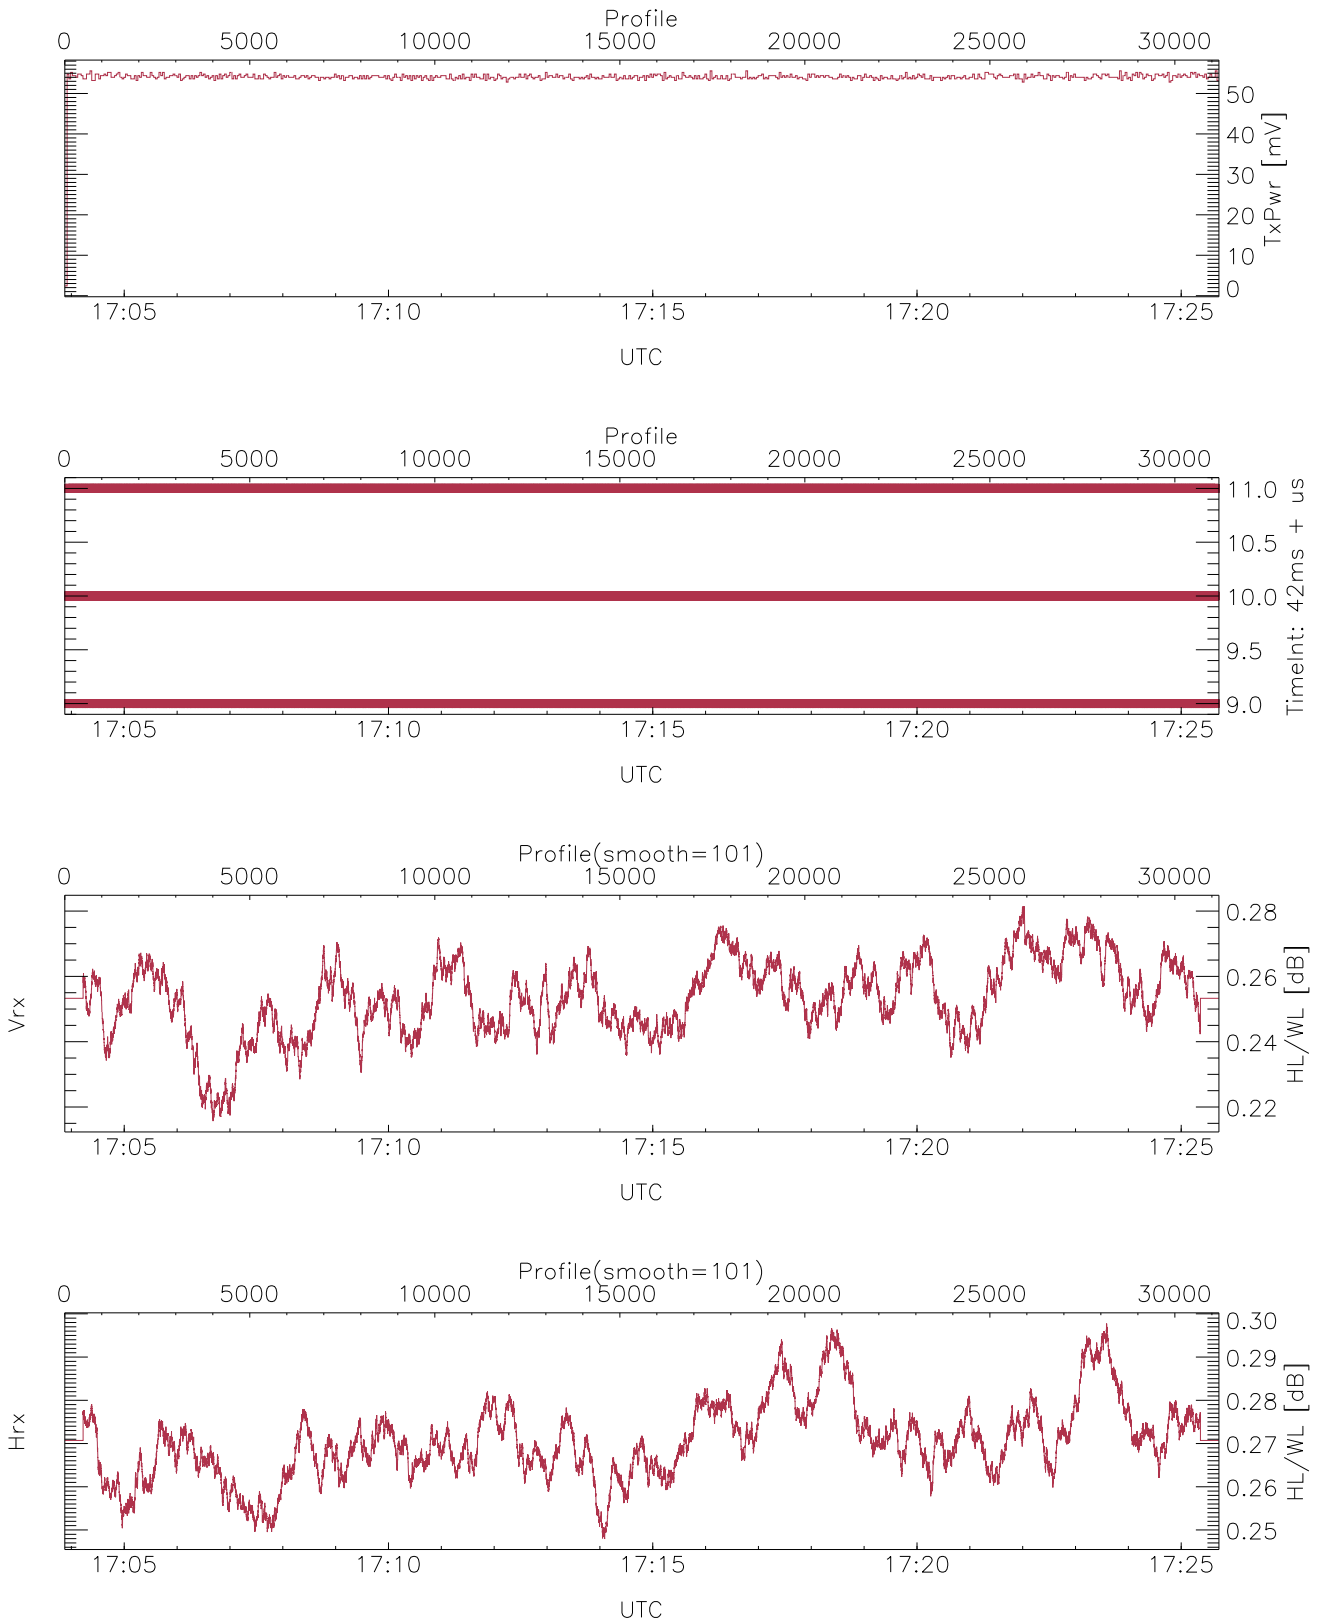 Profile
0 5000 10000 15000 20000 25000 30000
50
40
30
20
10
0
TxPwr [mV]
17:05 17:10 17:15 17:20 17:25
UTC
Profile
0 5000 10000 15000 20000 25000 30000
11.0
10.5
10.0
9.5
9.0
TimeInt: 42ms + us
17:05 17:10 17:15 17:20 17:25
UTC
Profile(smooth=101)
0 5000 10000 15000 20000 25000 30000
Vrx
0.28
0.26
0.24
0.22
HL/WL [dB]
17:05 17:10 17:15 17:20 17:25
UTC
Profile(smooth=101)
0 5000 10000 15000 20000 25000 30000
Hrx
0.30
0.29
0.28
0.27
0.26
0.25
HL/WL [dB]
17:05 17:10 17:15 17:20 17:25
UTC